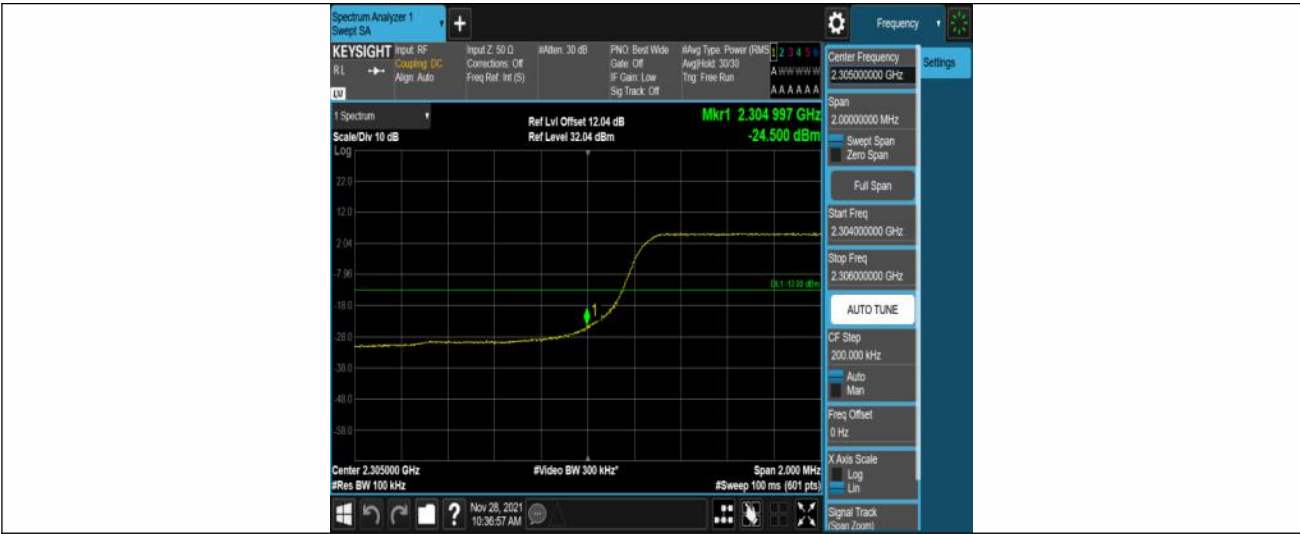 Spectrum Analyzer 1
Swept SA
+
Frequency
KEYSIGHT
RL
Input: RF
Coupling: DC
Align: Auto
Input Z: 50 Ω
Corrections: Off
Freq Ref: Int (S)
#Atten: 30 dB
PNO: Best Wide
Gate: Off
IF Gain: Low
Sig Track: Off
#Avg Type: Power (RMS
Avg|Hold: 30/30
Trig: Free Run
1 2 3 4 5 6
A W W W W W
A A A A A A
1 Spectrum
Scale/Div 10 dB
Log
Ref Lvl Offset 12.04 dB
Ref Level 32.04 dBm
Mkr1 2.304 997 GHz
-24.500 dBm
22.0
12.0
2.04
-7.96
-18.0
-28.0
-38.0
-48.0
-58.0
DL1 -13.00 dBm
1
Center 2.305000 GHz
#Res BW 100 kHz
#Video BW 300 kHz*
Span 2.000 MHz
#Sweep 100 ms (601 pts)
?
Nov 28, 2021
10:36:57 AM
Center Frequency
2.305000000 GHz
Settings
Span
2.00000000 MHz
Swept Span
Zero Span
Full Span
Start Freq
2.304000000 GHz
Stop Freq
2.306000000 GHz
AUTO TUNE
CF Step
200.000 kHz
Auto
Man
Freq Offset
0 Hz
X Axis Scale
Log
Lin
Signal Track
(Span Zoom)